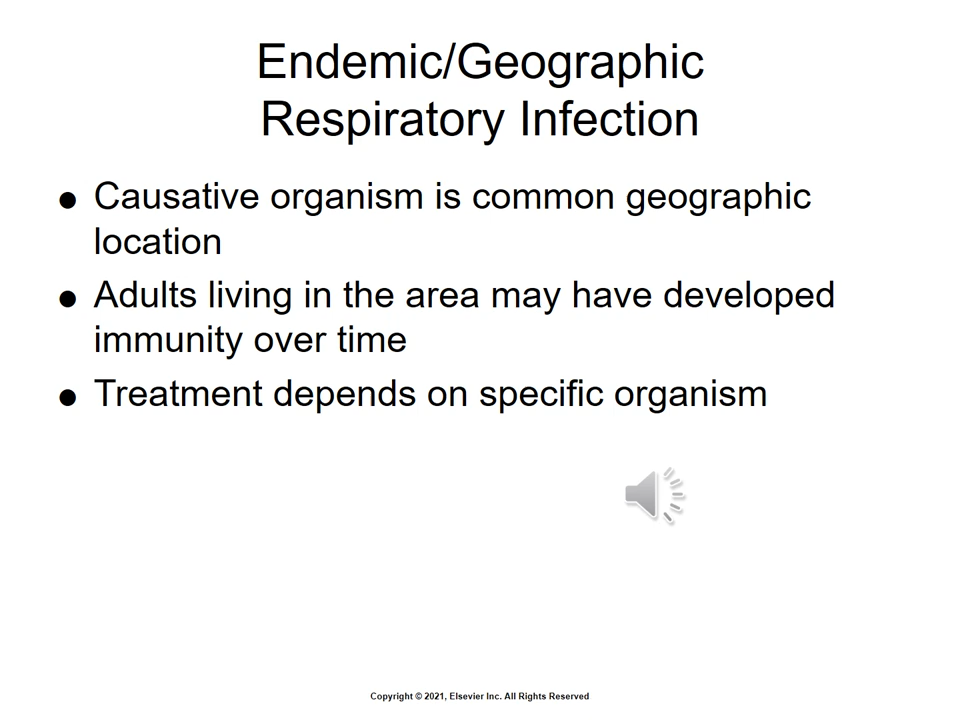 Endemic/Geographic
Respiratory Infection
● Causative organism is common geographic
location
● Adults living in the area may have developed
immunity over time
● Treatment depends on specific organism
Copyright © 2021, Elsevier Inc. All Rights Reserved